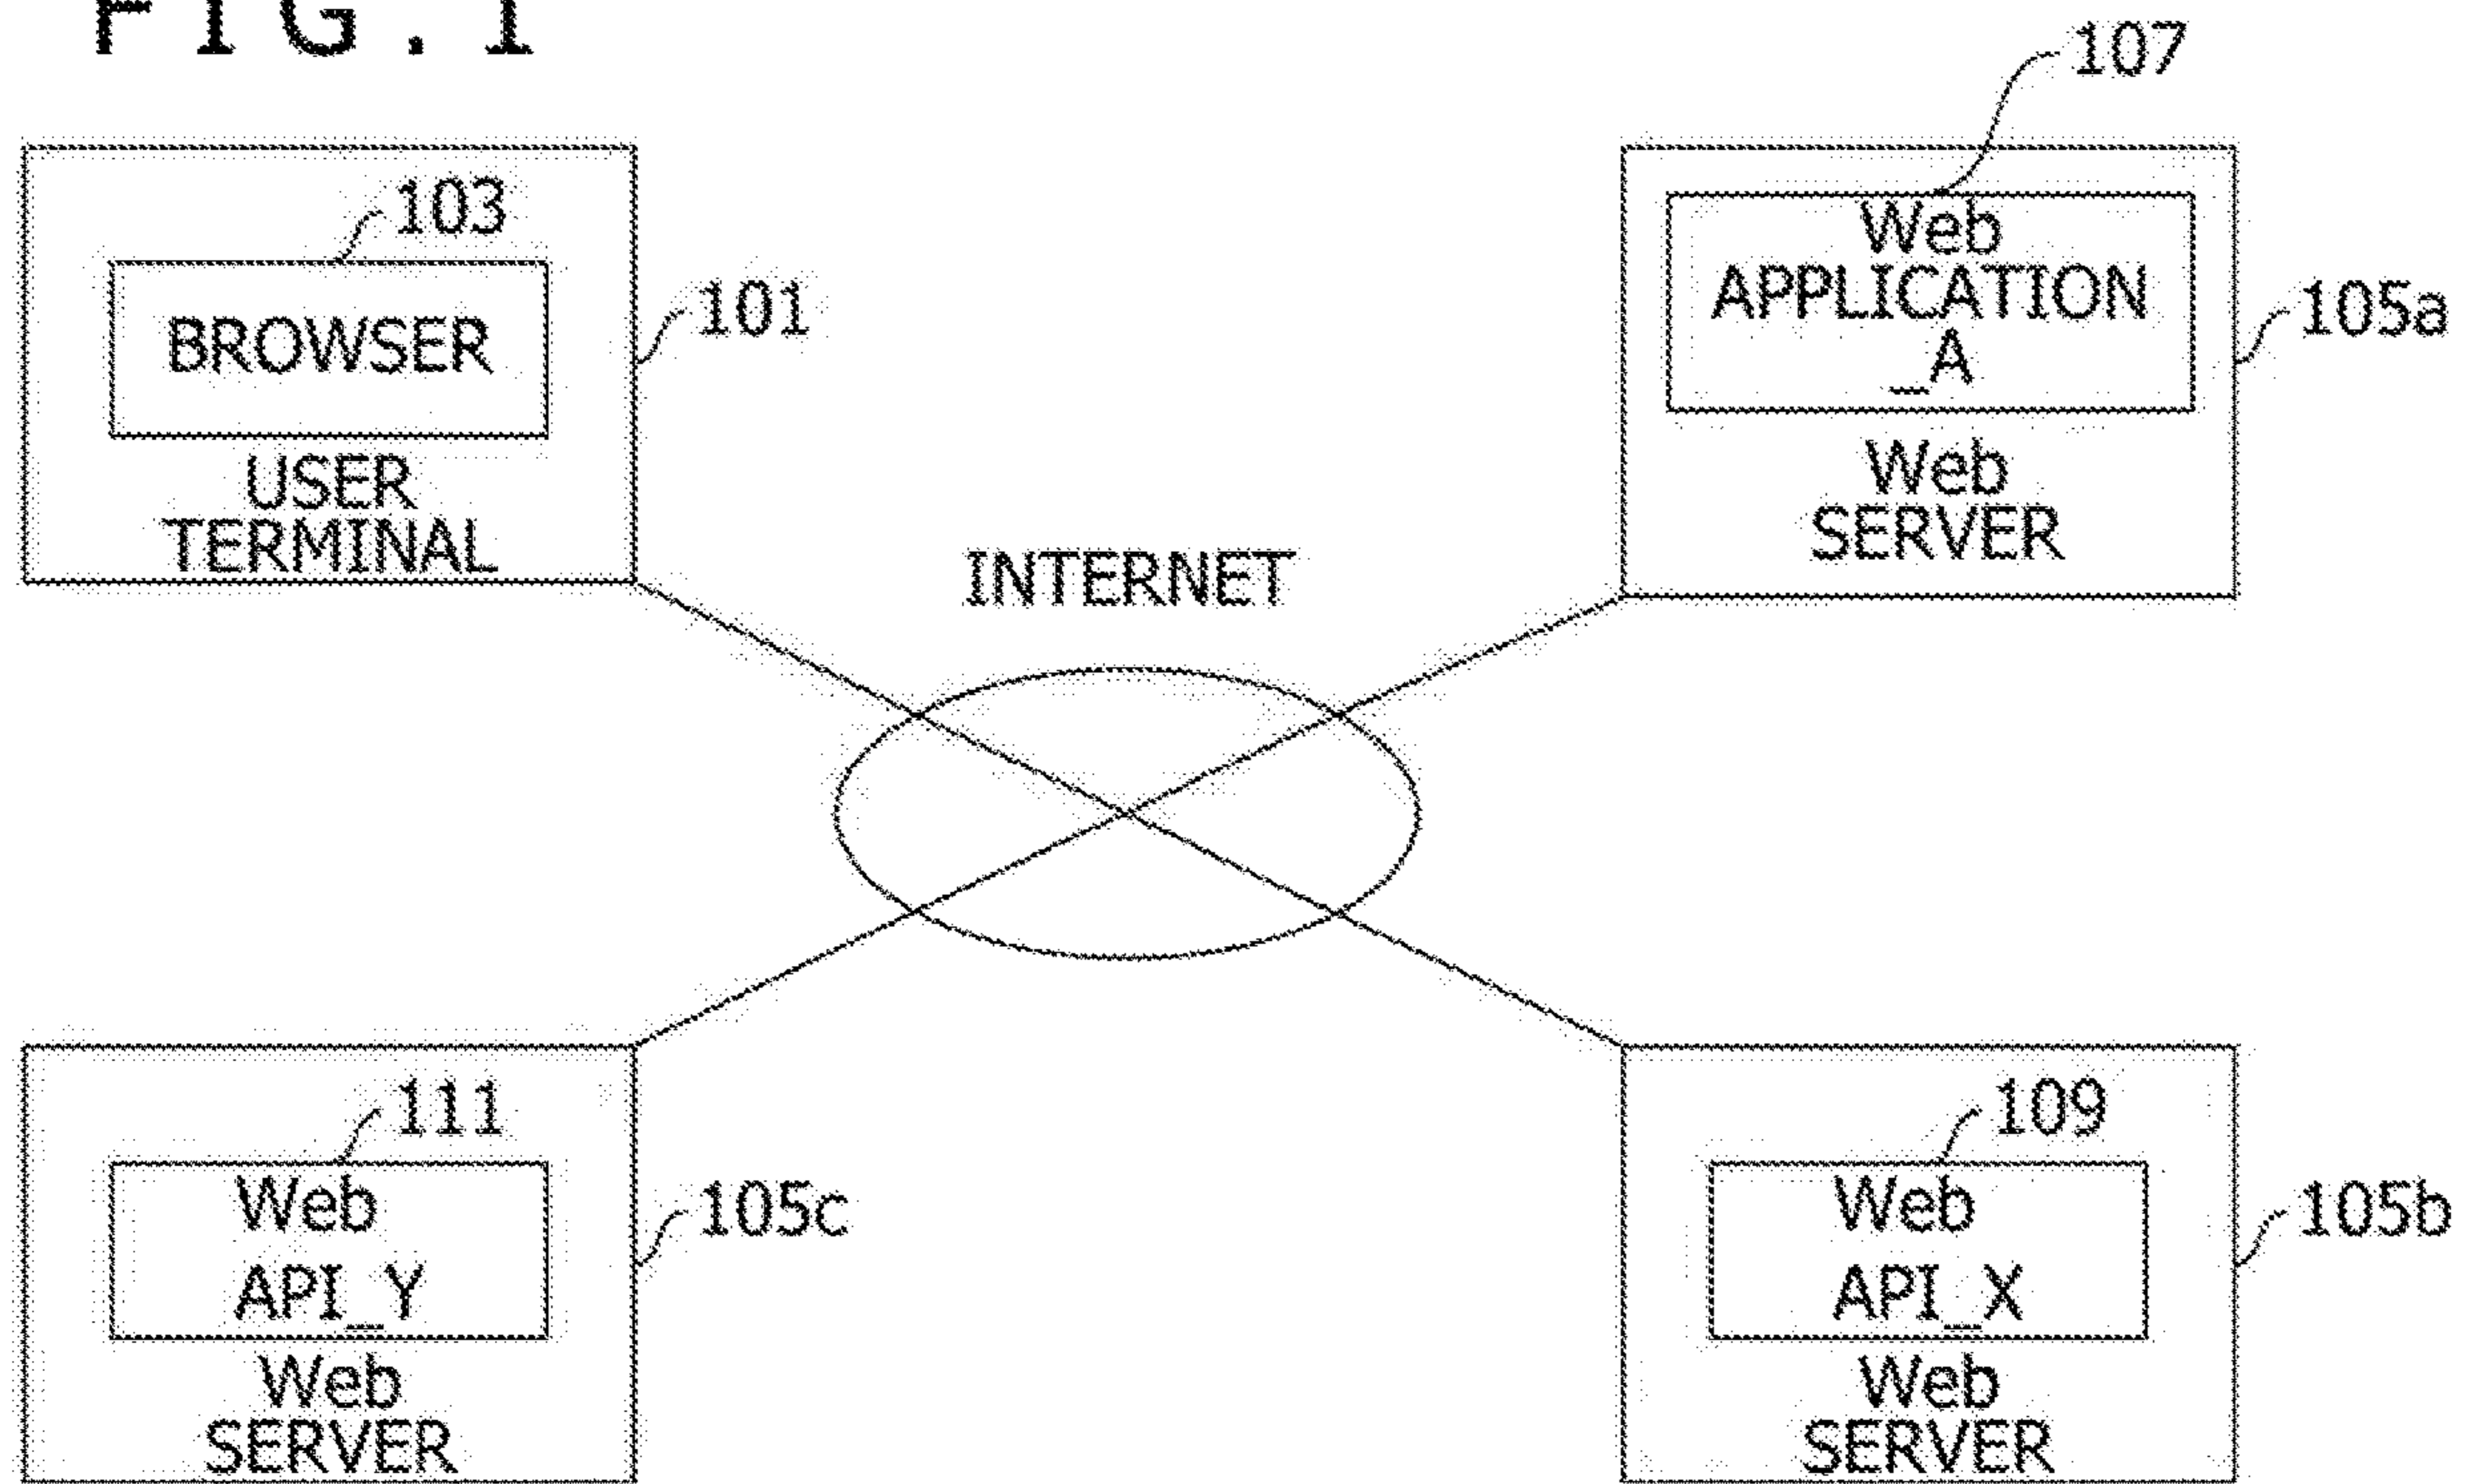 FIG.1
107
103
BROWSER
USER
TERMINAL
101
Web
APPLICATION
_A
Web
SERVER
105a
INTERNET
111
Web
API_Y
Web
SERVER
105c
109
Web
API_X
Web
SERVER
105b